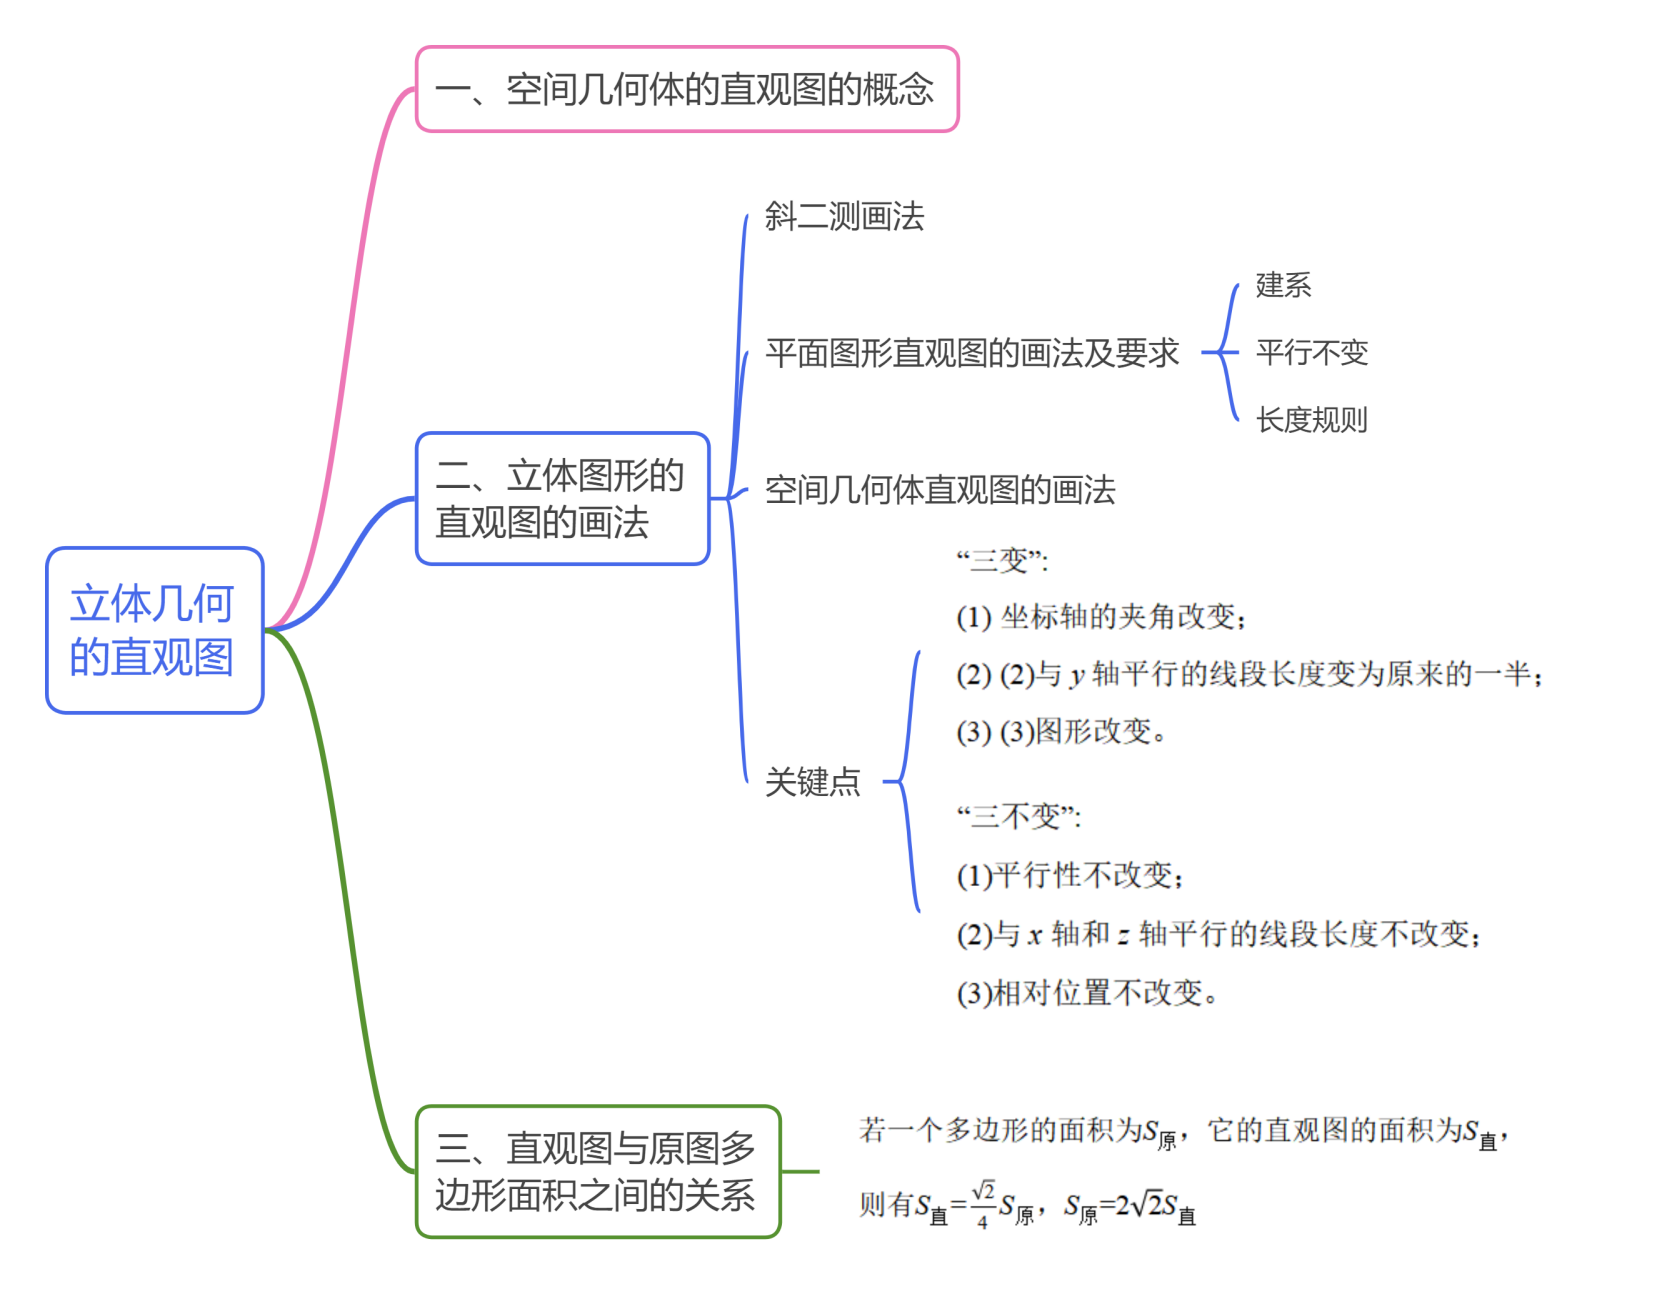 一、空间几何体的直观图的概念
斜二测画法
建系
平面图形直观图的画法及要求
平行不变
长度规则
二、立体图形的
直观图的画法
空间几何体直观图的画法
“三变”:
(1) 坐标轴的夹角改变；
(2) (2)与 y 轴平行的线段长度变为原来的一半；
(3) (3)图形改变。
立体几何
的直观图
关键点
“三不变”:
(1)平行性不改变；
(2)与 x 轴和 z 轴平行的线段长度不改变；
(3)相对位置不改变。
三、直观图与原图多
边形面积之间的关系
若一个多边形的面积为S原，它的直观图的面积为S直，
则有S直=√2/4 S原，S原=2√2S直